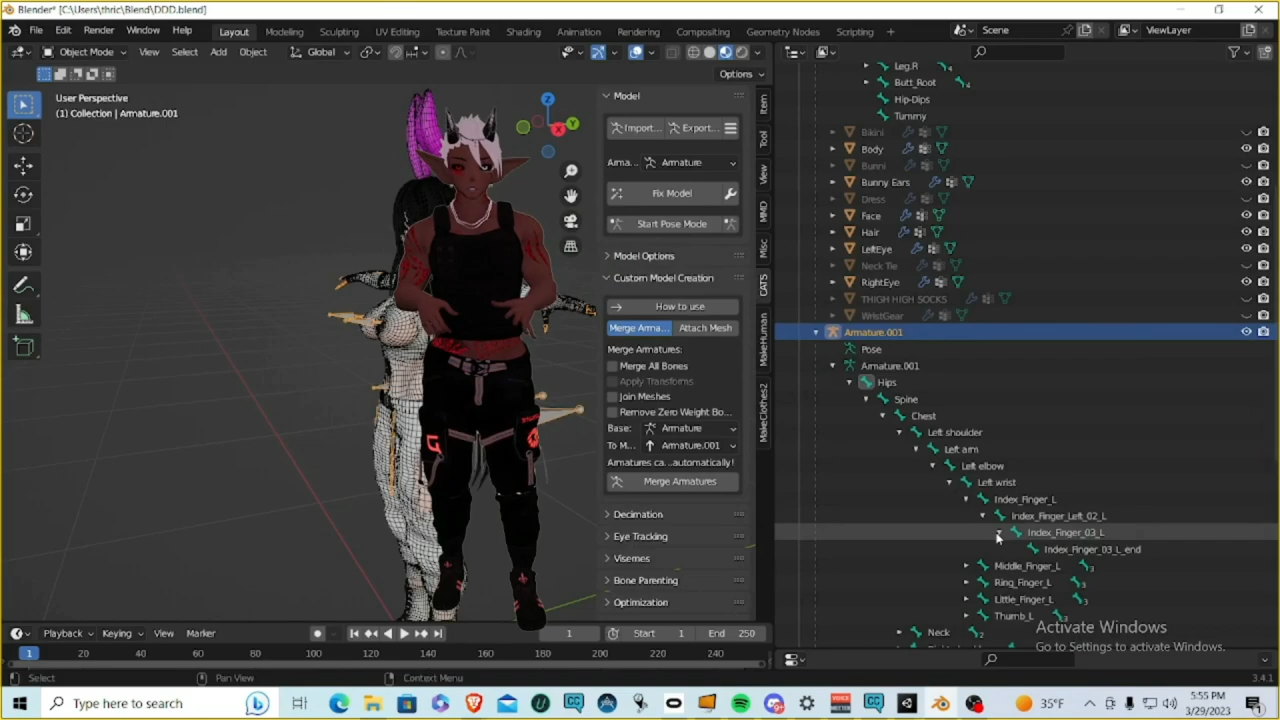 Blender* [C:\Users\thric\Blend\DDD.blend]
File Edit Render Window Help Layout Modeling Sculpting UV Editing Texture Paint Shading Animation Rendering Compositing Geometry Nodes Scripting + Scene ViewLayer
Object Mode View Select Add Object Global
Options
User Perspective
(1) Collection | Armature.001
Z
Y
X
Model
Import... Export...
Arma... Armature
Fix Model
Start Pose Mode
Model Options
Custom Model Creation
How to use
Merge Arma... Attach Mesh
Merge Armatures:
Merge All Bones
Apply Transforms
Join Meshes
Remove Zero Weight Bo...
Base: Armature
To M... Armature.001
Armatures ca...automatically!
Merge Armatures
Decimation
Eye Tracking
Visemes
Bone Parenting
Optimization
Item
Tool
View
MMD
Misc
CATS
MakeHuman
MakeClothes2
Leg.R 4
Butt_Root 4
Hip-Dips
Tummy
Bikini
Body
Bunni
Bunny Ears
Dress
Face
Hair
LeftEye
Neck Tie
RightEye
THIGH HIGH SOCKS
WristGear
Armature.001
Pose
Armature.001
Hips
Spine
Chest
Left shoulder
Left arm
Left elbow
Left wrist
Index_Finger_L
Index_Finger_Left_02_L
Index_Finger_03_L
Index_Finger_03_L_end
Middle_Finger_L 3
Ring_Finger_L 3
Little_Finger_L 3
Thumb_L 3
Neck 2
Activate Windows
Go to Settings to activate Windows.
Playback Keying View Marker 1 Start 1 End 250
1 20 40 60 80 100 120 140 160 180 200 220 240
Select Pan View Context Menu 3.4.1
Type here to search 35°F 5:55 PM
3/29/2023